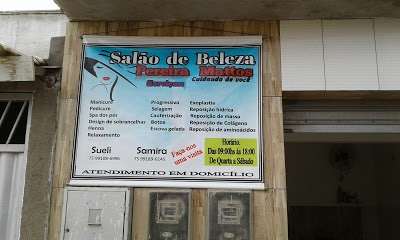 Salão de Beleza
Pereira Mattos
Cuidando de você
Serviços:
Manicure
Pedicure
Spa dos pés
Design de sobrancelhas
Henna
Relaxamento
Progressiva
Selagem
Cauterização
Botox
Escova gelada
Exoplastia
Reposição hídrica
Reposição de massa
Reposição de Colágeno
Reposição de aminoácidos
Sueli
Samira
Faça-nos
uma visita
Horário:
Das 09:00hs às 18:00
De Quarta a Sábado
ATENDIMENTO EM DOMICÍLIO